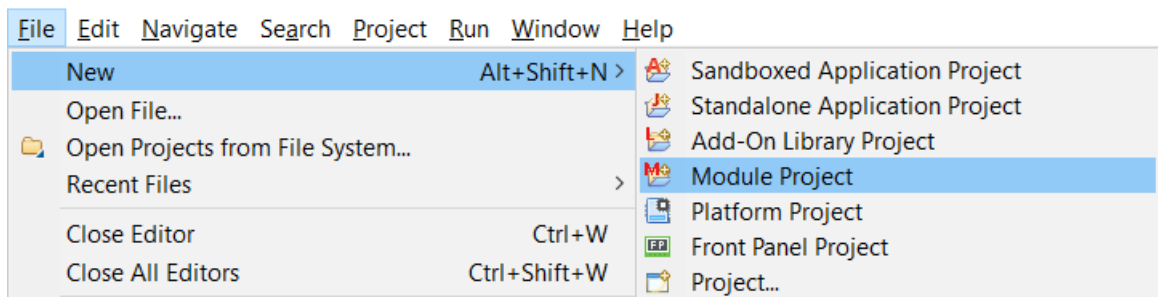 File Edit Navigate Search Project Run Window Help
New Alt+Shift+N >
Open File...
Open Projects from File System...
Recent Files >
Close Editor Ctrl+W
Close All Editors Ctrl+Shift+W
Sandboxed Application Project
Standalone Application Project
Add-On Library Project
Module Project
Platform Project
Front Panel Project
Project...